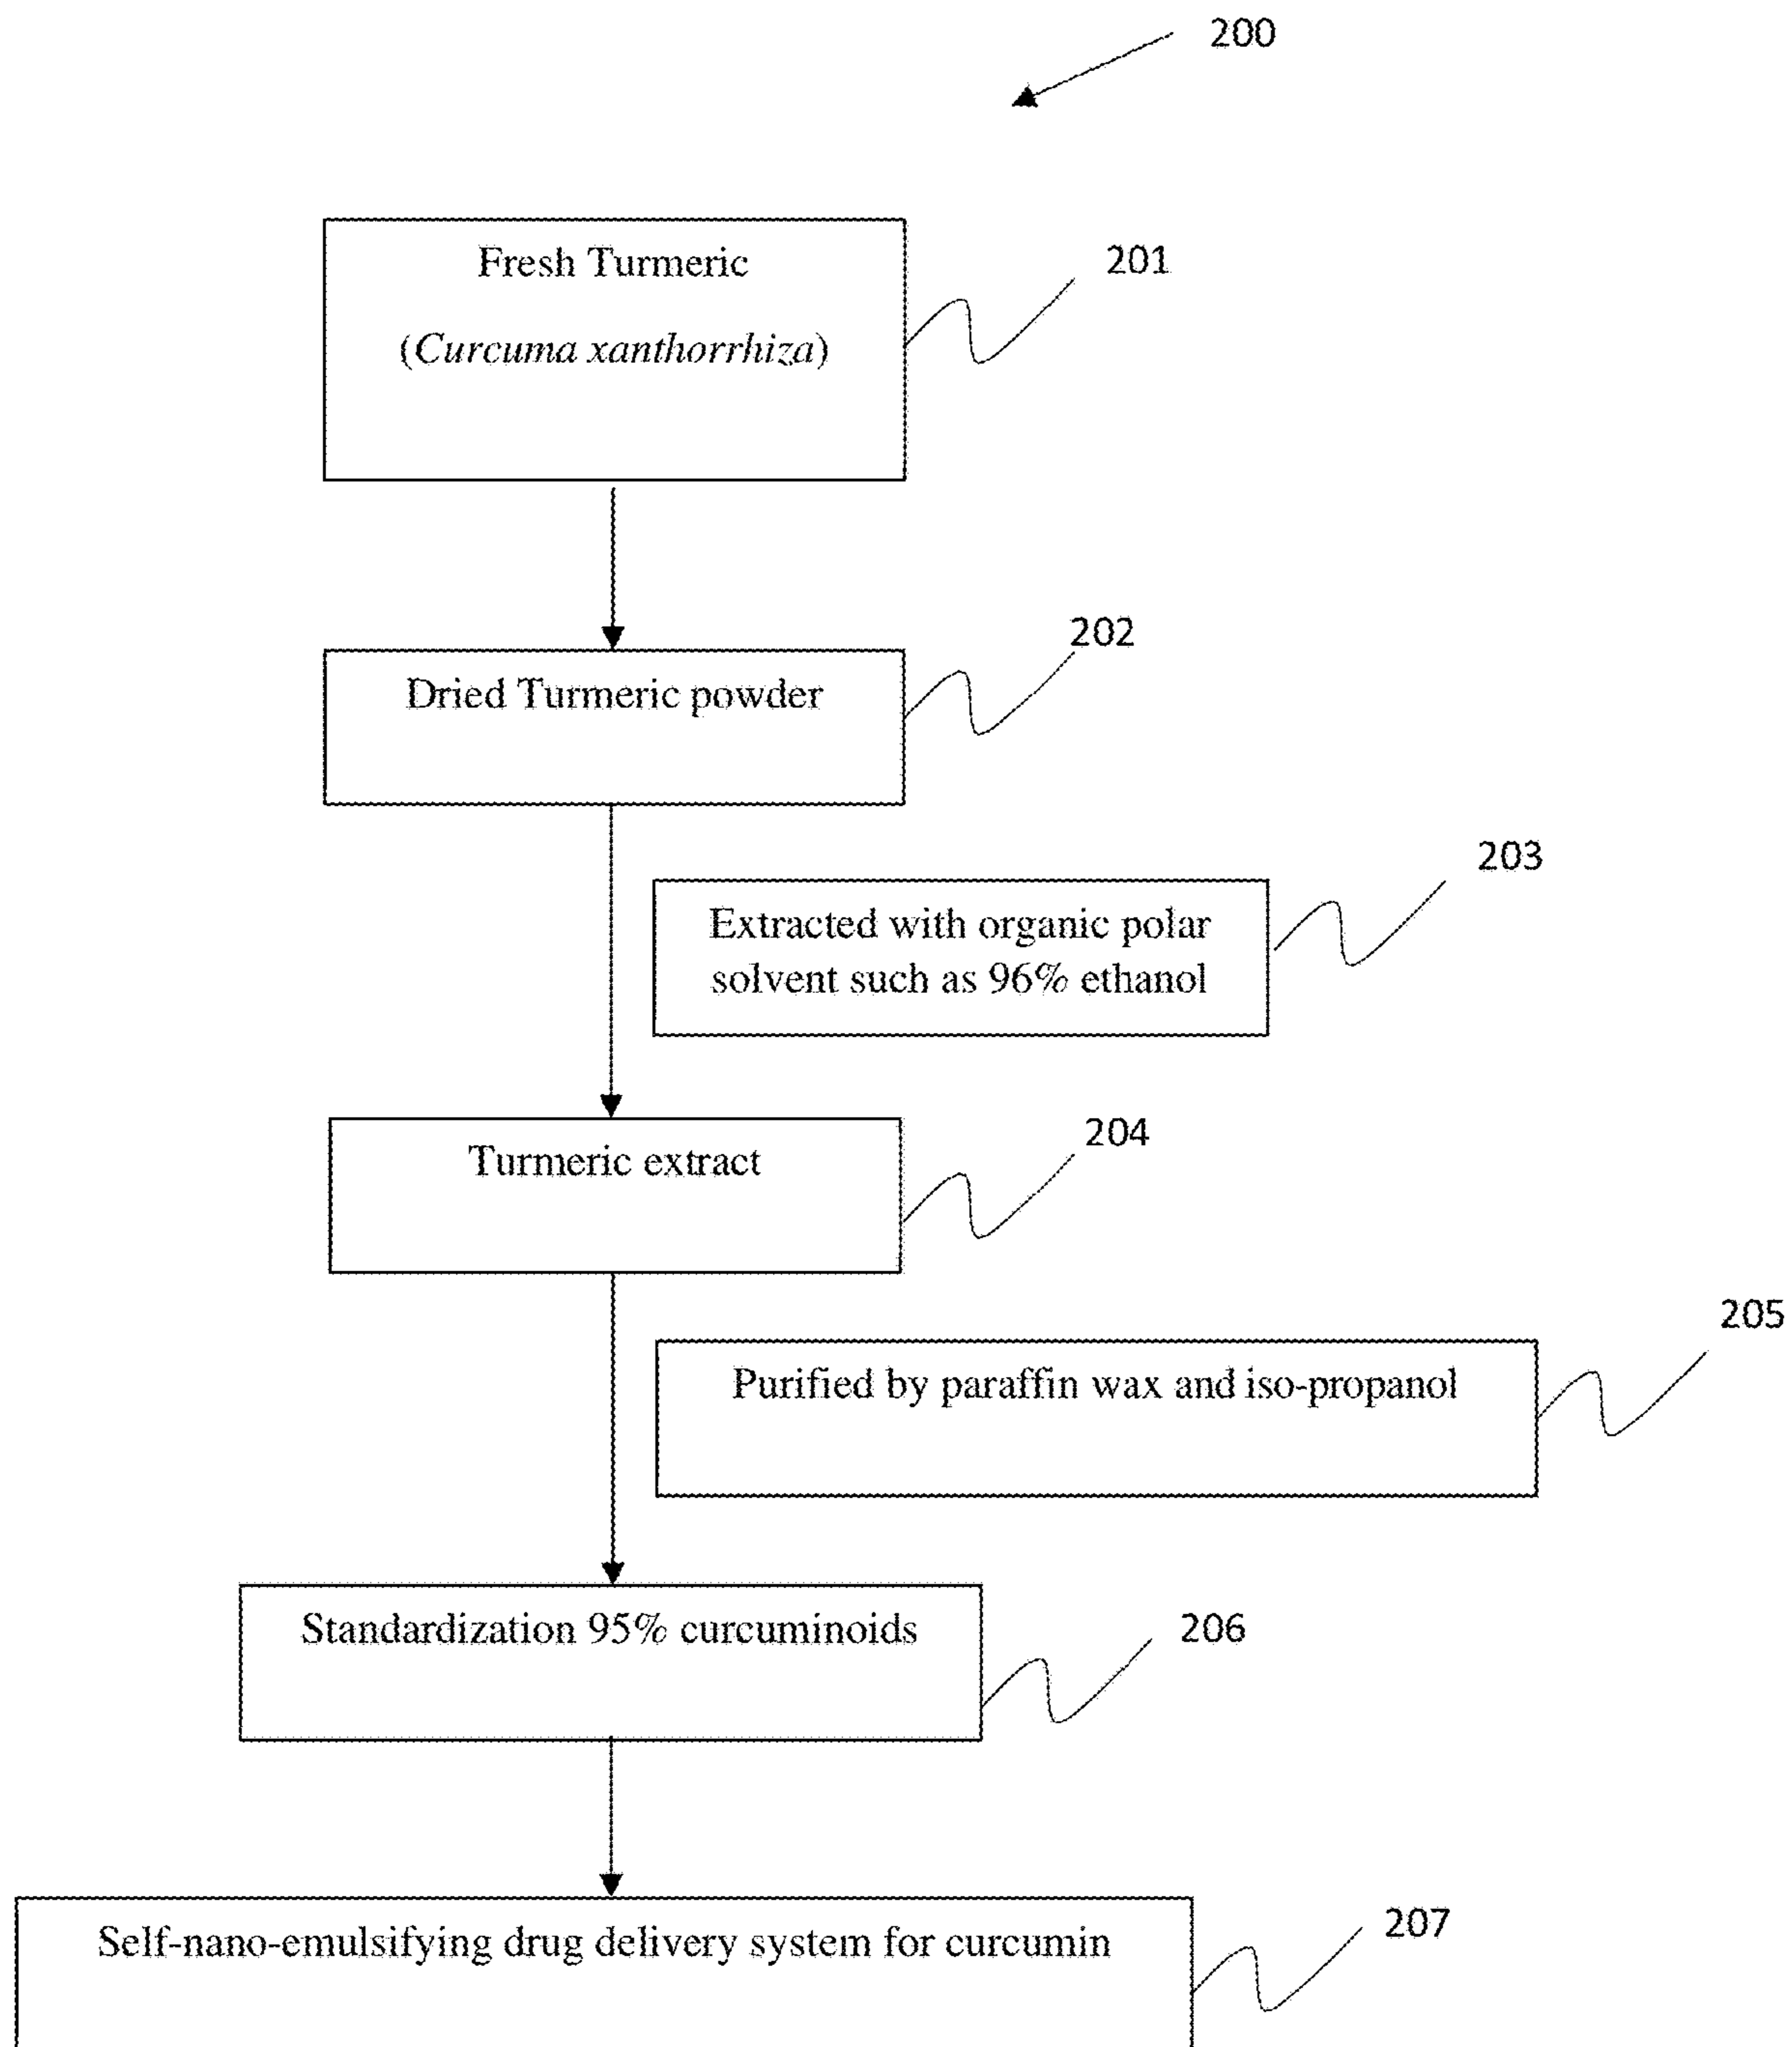 200
Fresh Turmeric
201
(Curcuma xanthorrhiza)
202
Dried Turmeric powder
203
Extracted with organic polar
solvent such as 96% ethanol
204
Turmeric extract
205
Purified by paraffin wax and iso-propanol
Standardization 95% curcuminoids
206
207
Self-nano-emulsifying drug delivery system for curcumin